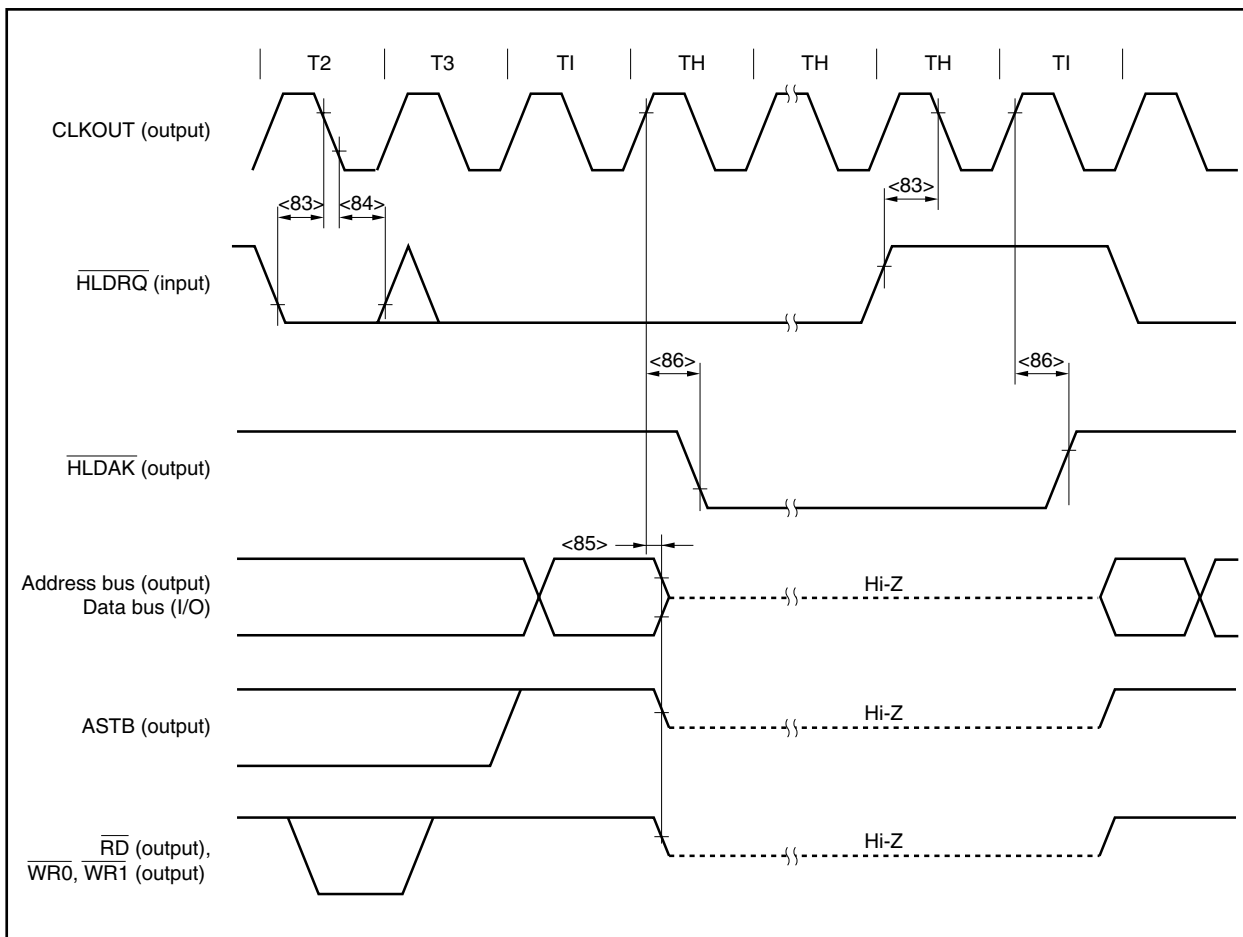 T2 T3 TI TH TH TH TI
CLKOUT (output)
<83> <84> <83>
HLDRQ (input)
<86> <86>
HLDAK (output)
<85>
Address bus (output)
Data bus (I/O)
Hi-Z
ASTB (output)
Hi-Z
RD (output),
WR0, WR1 (output)
Hi-Z